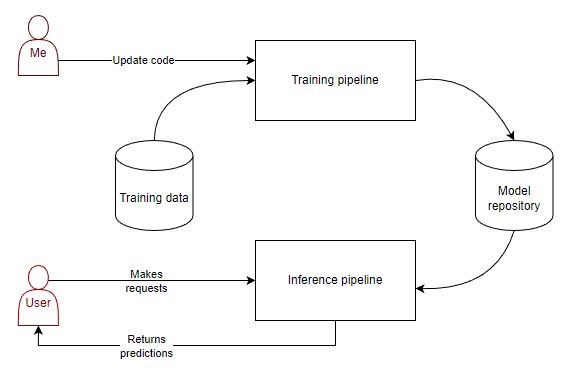 Me
Update code
Training pipeline
Training data
Model
repository
User
Makes
requests
Inference pipeline
Returns
predictions